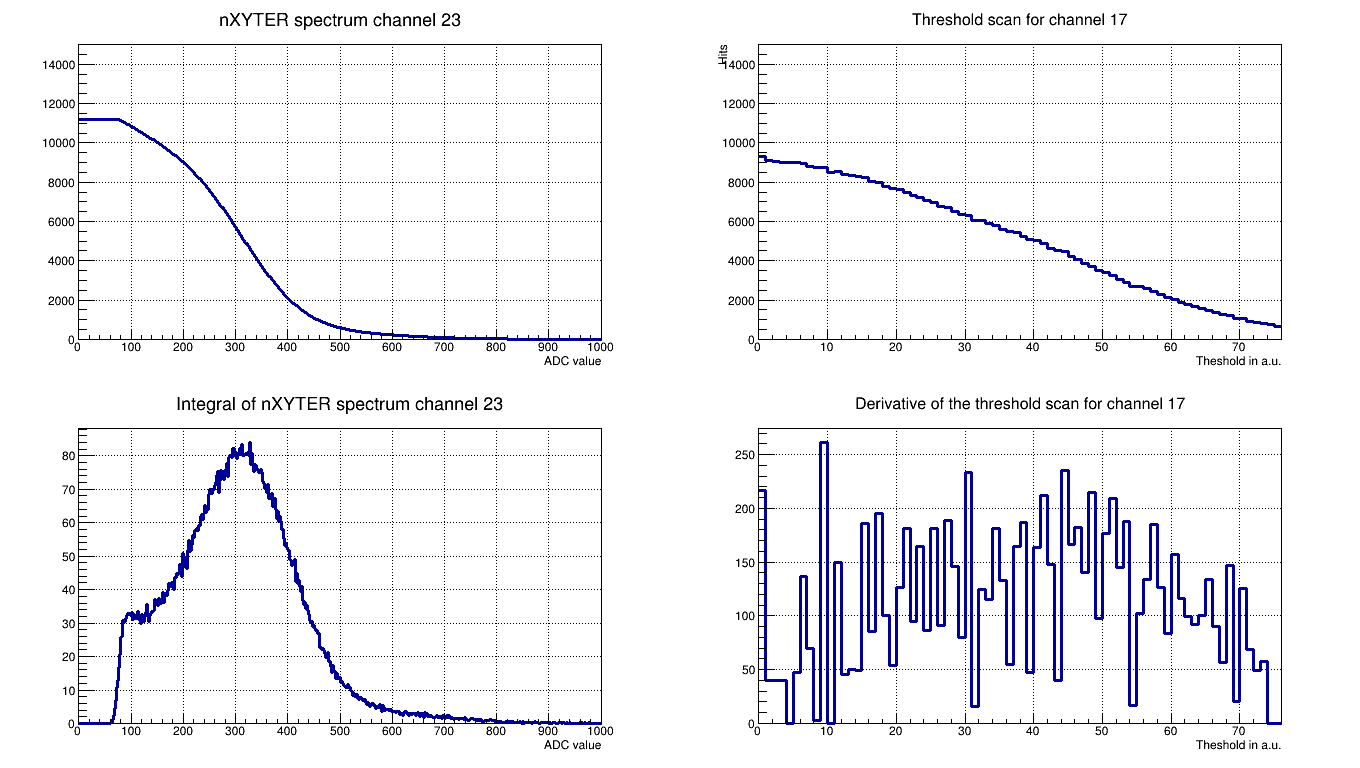 nXYTER spectrum channel 23
14000
12000
10000
8000
6000
4000
2000
0
0 100 200 300 400 500 600 700 800 900 1000
ADC value
Threshold scan for channel 17
Hits
14000
12000
10000
8000
6000
4000
2000
0
0 10 20 30 40 50 60 70
Theshold in a.u.
Integral of nXYTER spectrum channel 23
80
70
60
50
40
30
20
10
0
0 100 200 300 400 500 600 700 800 900 1000
ADC value
Derivative of the threshold scan for channel 17
250
200
150
100
50
0
0 10 20 30 40 50 60 70
Theshold in a.u.